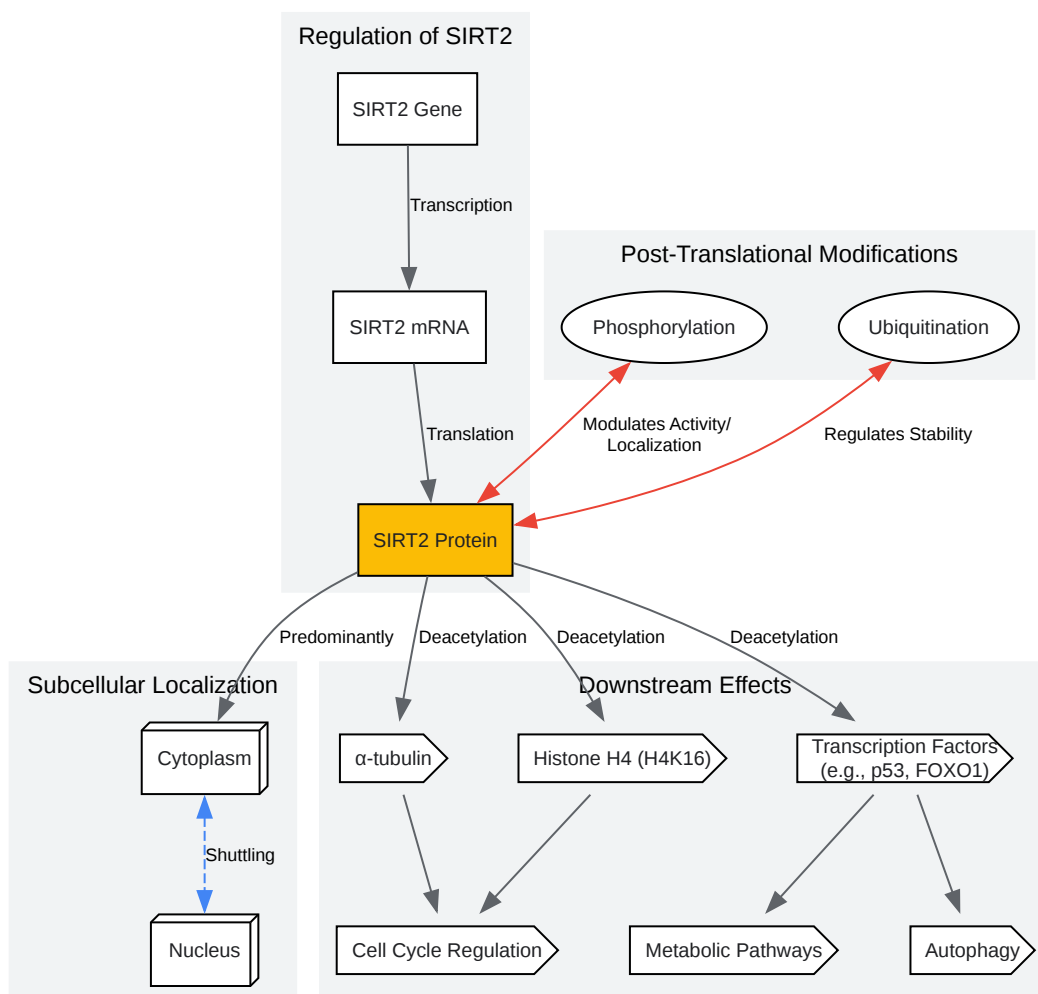 Regulation of SIRT2
SIRT2 Gene
Transcription
Post-Translational Modifications
SIRT2 mRNA
Phosphorylation
Ubiquitination
Translation
Modulates Activity/
Localization
Regulates Stability
SIRT2 Protein
Predominantly
Deacetylation
Deacetylation
Deacetylation
Subcellular Localization
Downstream Effects
Cytoplasm
α-tubulin
Histone H4 (H4K16)
Transcription Factors
(e.g., p53, FOXO1)
Shuttling
Nucleus
Cell Cycle Regulation
Metabolic Pathways
Autophagy